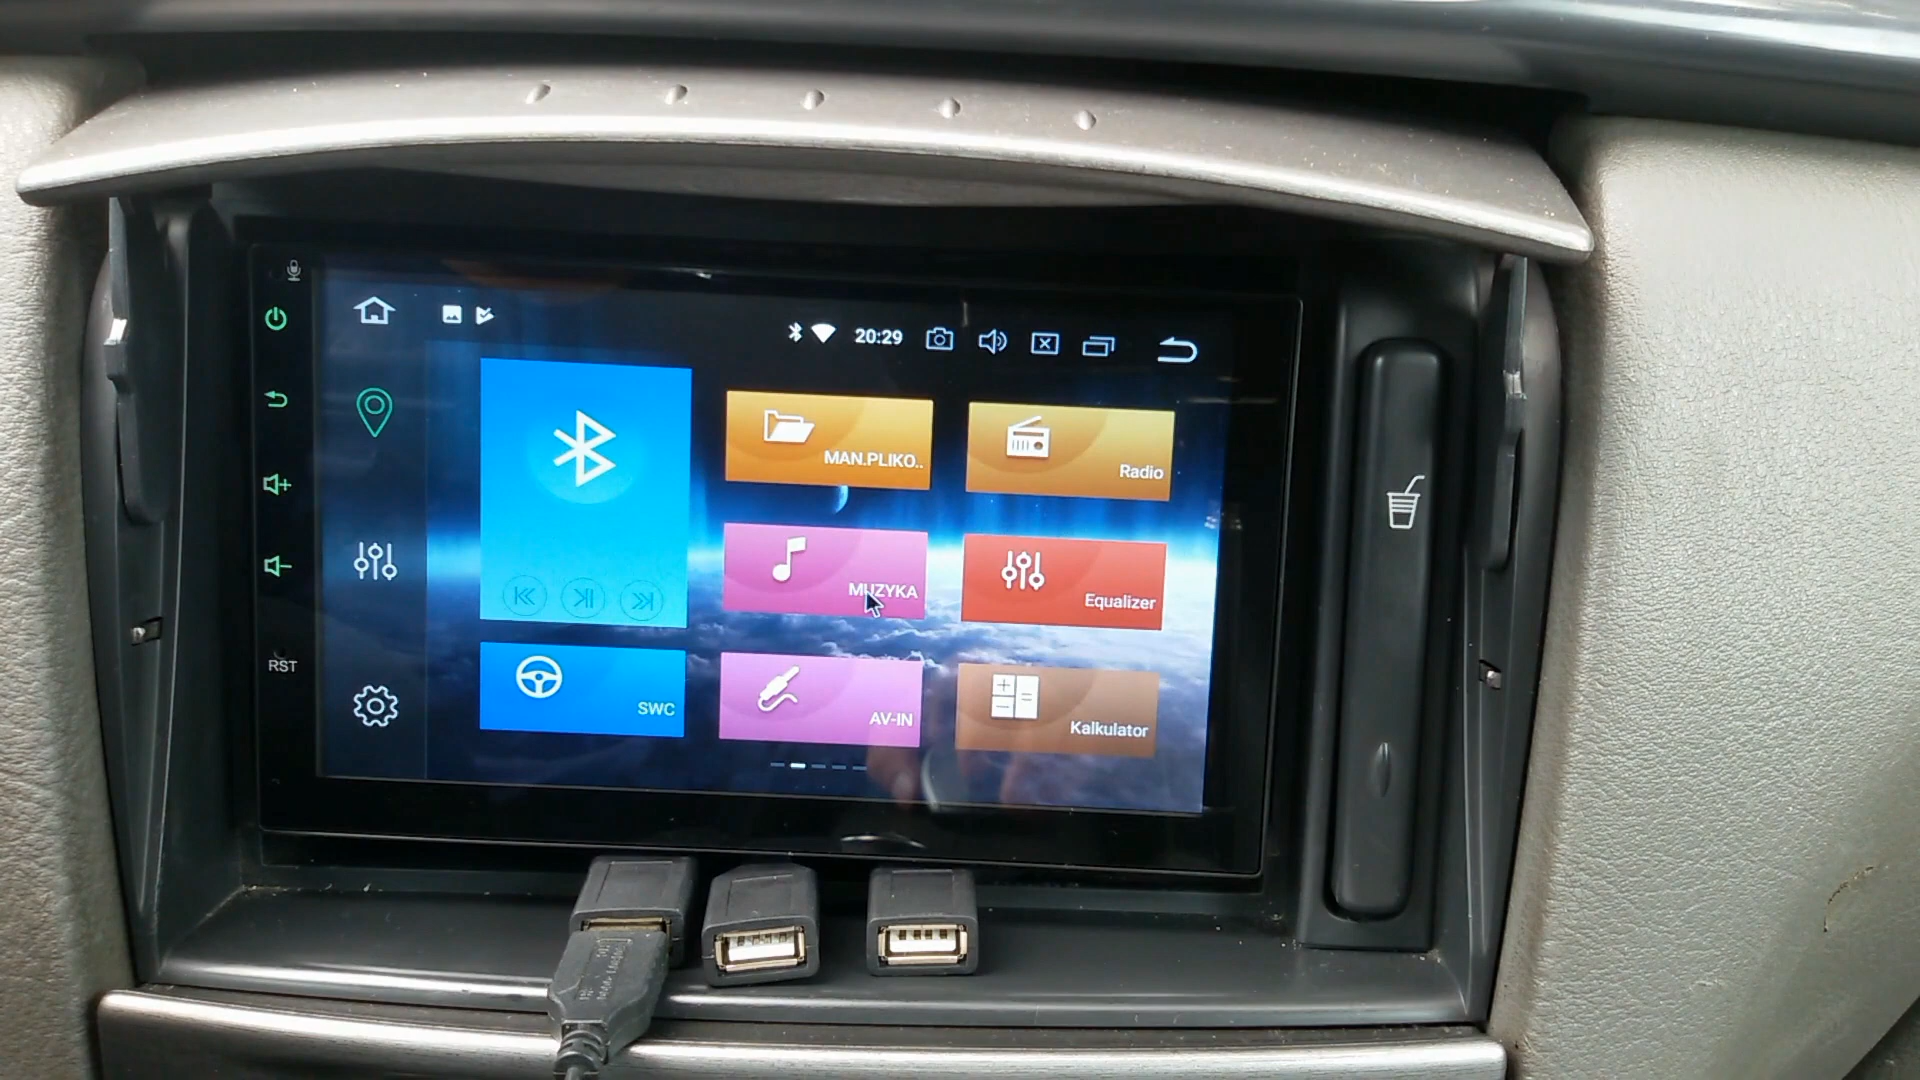 20:29
MAN.PLIKO..
Radio
MUZYKA
Equalizer
SWC
AV-IN
Kalkulator
RST